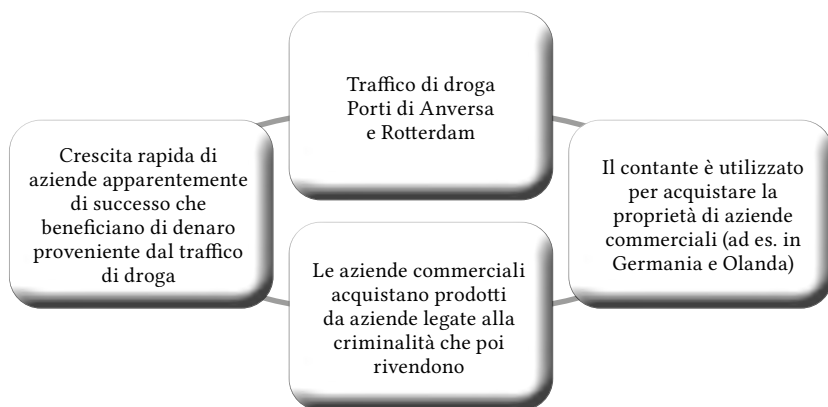 Traffico di droga
Porti di Anversa
e Rotterdam
Il contante è utilizzato
per acquistare la
proprietà di aziende
commerciali (ad es. in
Germania e Olanda)
Le aziende commerciali
acquistano prodotti
da aziende legate alla
criminalità che poi
rivendono
Crescita rapida di
aziende apparentemente
di successo che
beneficiano di denaro
proveniente dal traffico
di droga